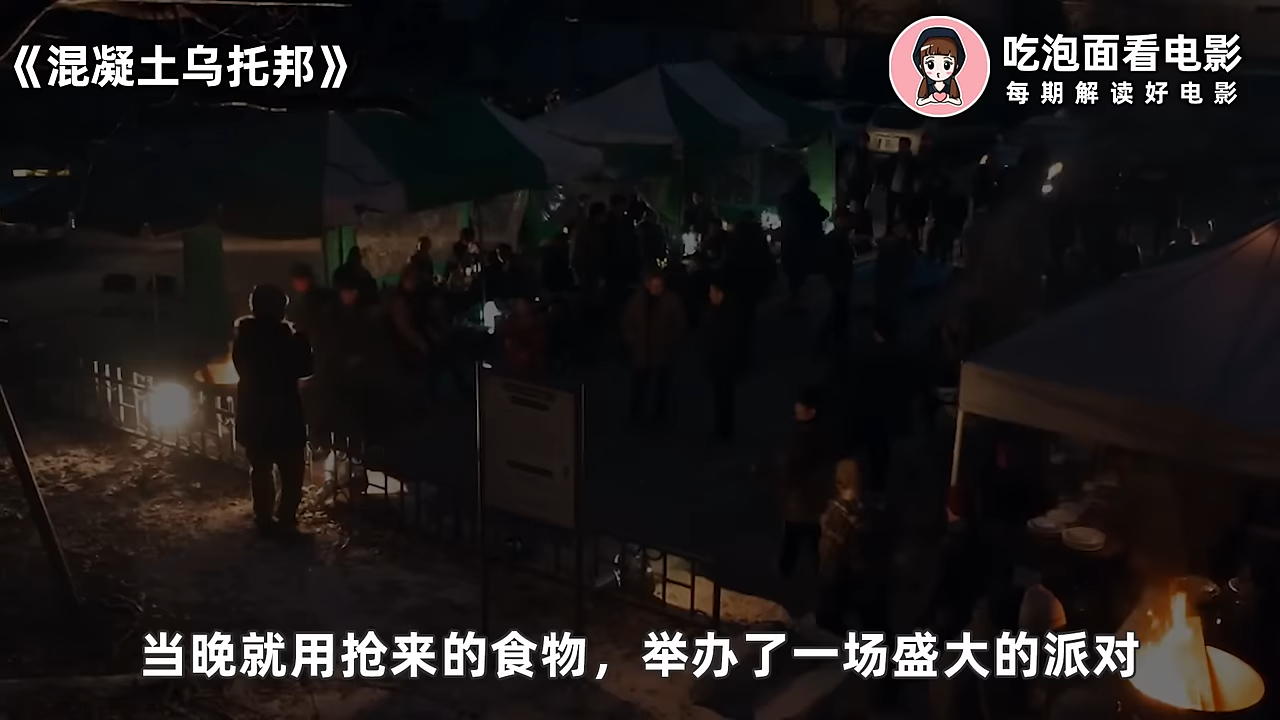 《混凝土乌托邦》
吃泡面看电影
每期解读好电影
当晚就用抢来的食物，举办了一场盛大的派对